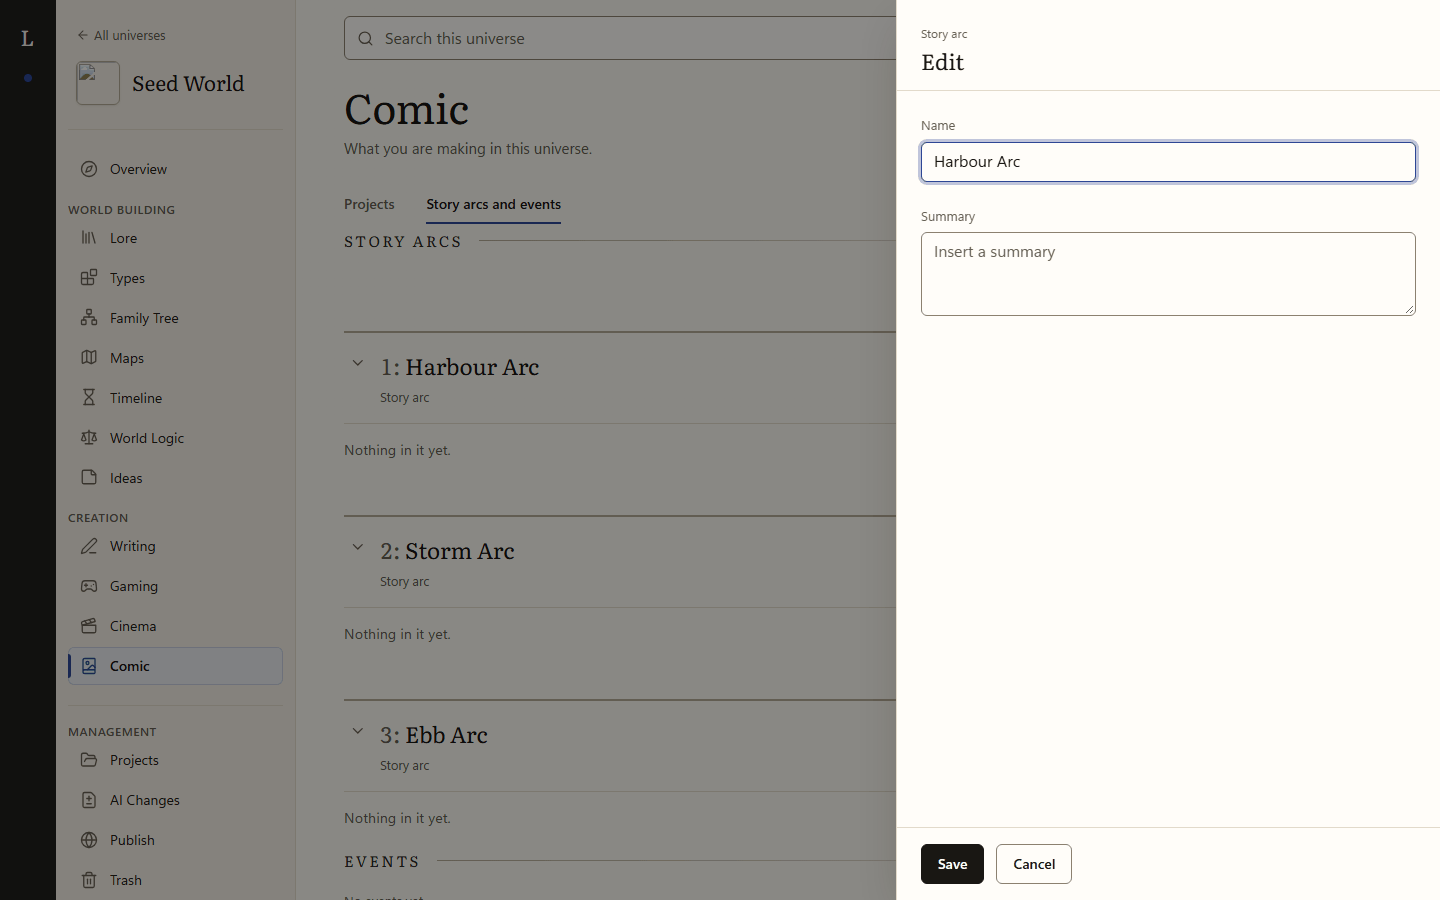 L
All universes
Seed World
Overview
WORLD BUILDING
Lore
Types
Family Tree
Maps
Timeline
World Logic
Ideas
CREATION
Writing
Gaming
Cinema
Comic
MANAGEMENT
Projects
AI Changes
Publish
Trash
Search this universe
Comic
What you are making in this universe.
Projects
Story arcs and events
STORY ARCS
1: Harbour Arc
Story arc
Nothing in it yet.
2: Storm Arc
Story arc
Nothing in it yet.
3: Ebb Arc
Story arc
Nothing in it yet.
EVENTS
Story arc
Edit
Name
Harbour Arc
Summary
Insert a summary
Save
Cancel